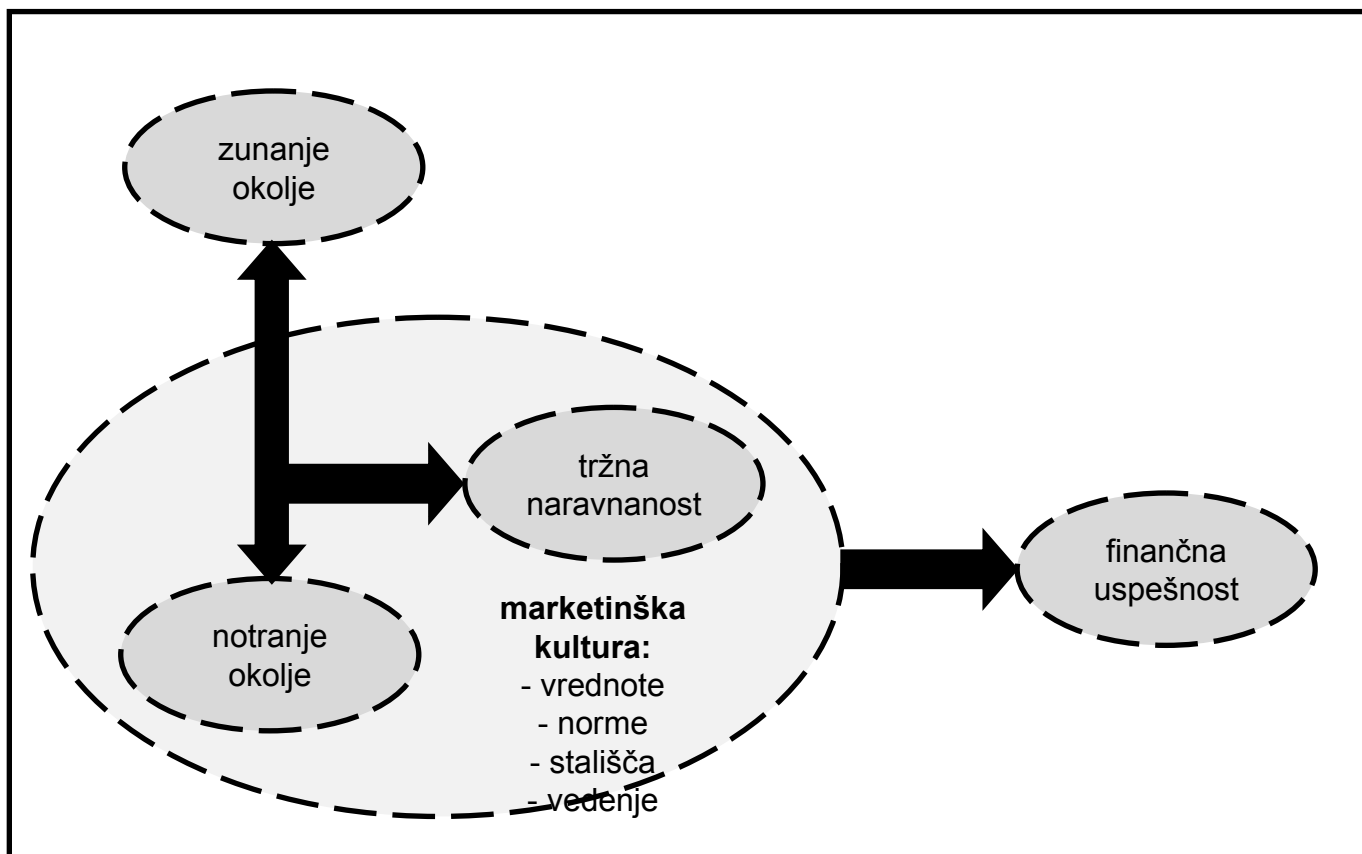 zunanje
okolje
tržna
naravnanost
finančna
uspešnost
notranje
okolje
marketinška
kultura:
- vrednote
- norme
- stališča
- vedenje